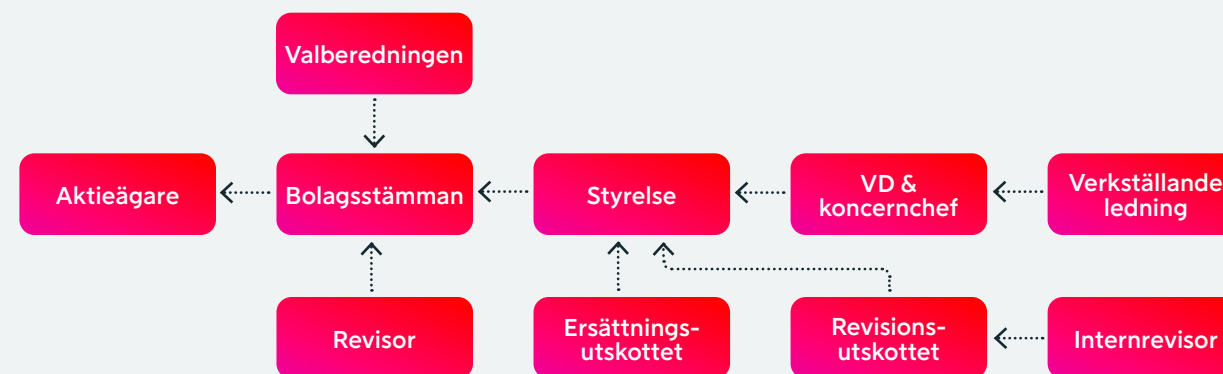 Valberedningen
Aktieägare
Bolagsstämman
Styrelse
VD &
koncernchef
Verkställande
ledning
Revisor
Ersättnings-
utskottet
Revisions-
utskottet
Internrevisor